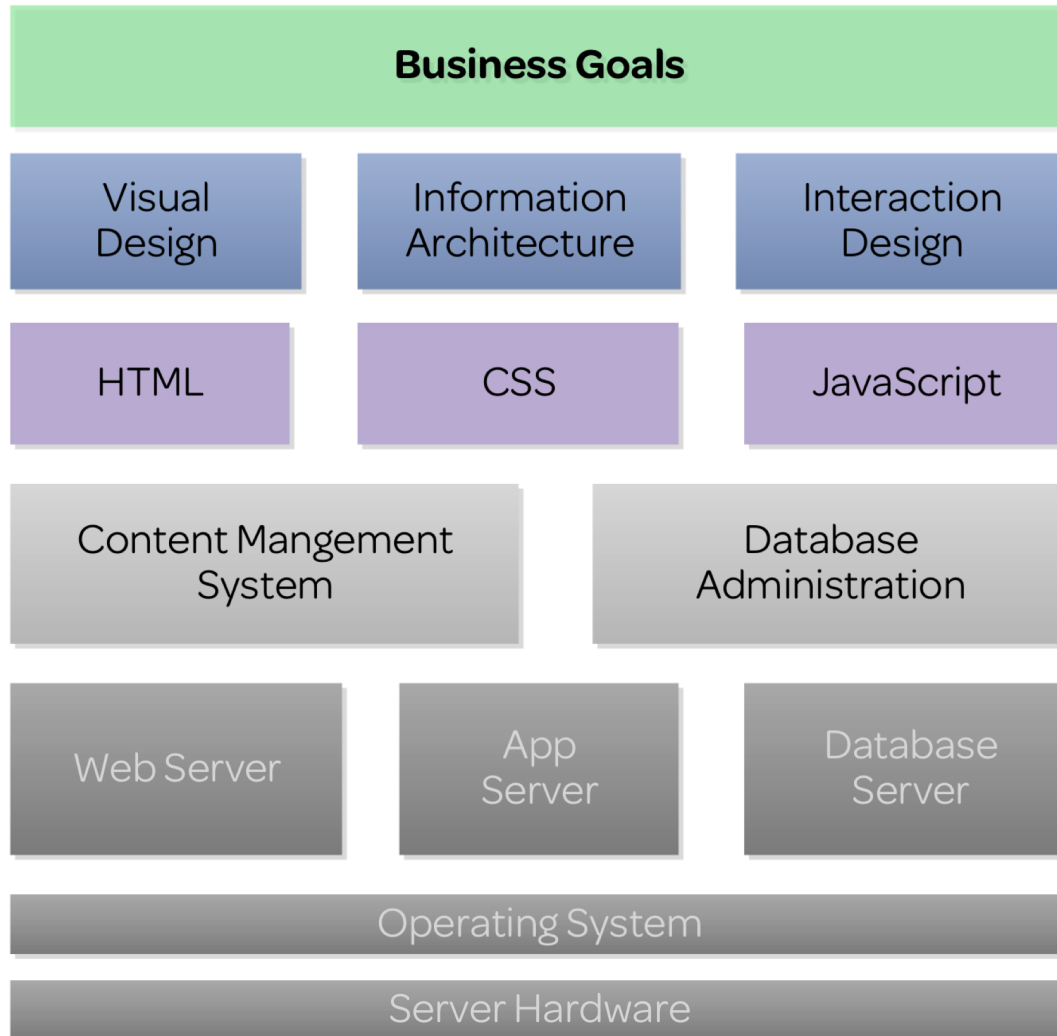 Business Goals
Visual
Design
Information
Architecture
Interaction
Design
HTML
CSS
JavaScript
Content Mangement
System
Database
Administration
Web Server
App
Server
Database
Server
Operating System
Server Hardware